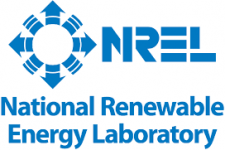 NREL
National Renewable
Energy Laboratory